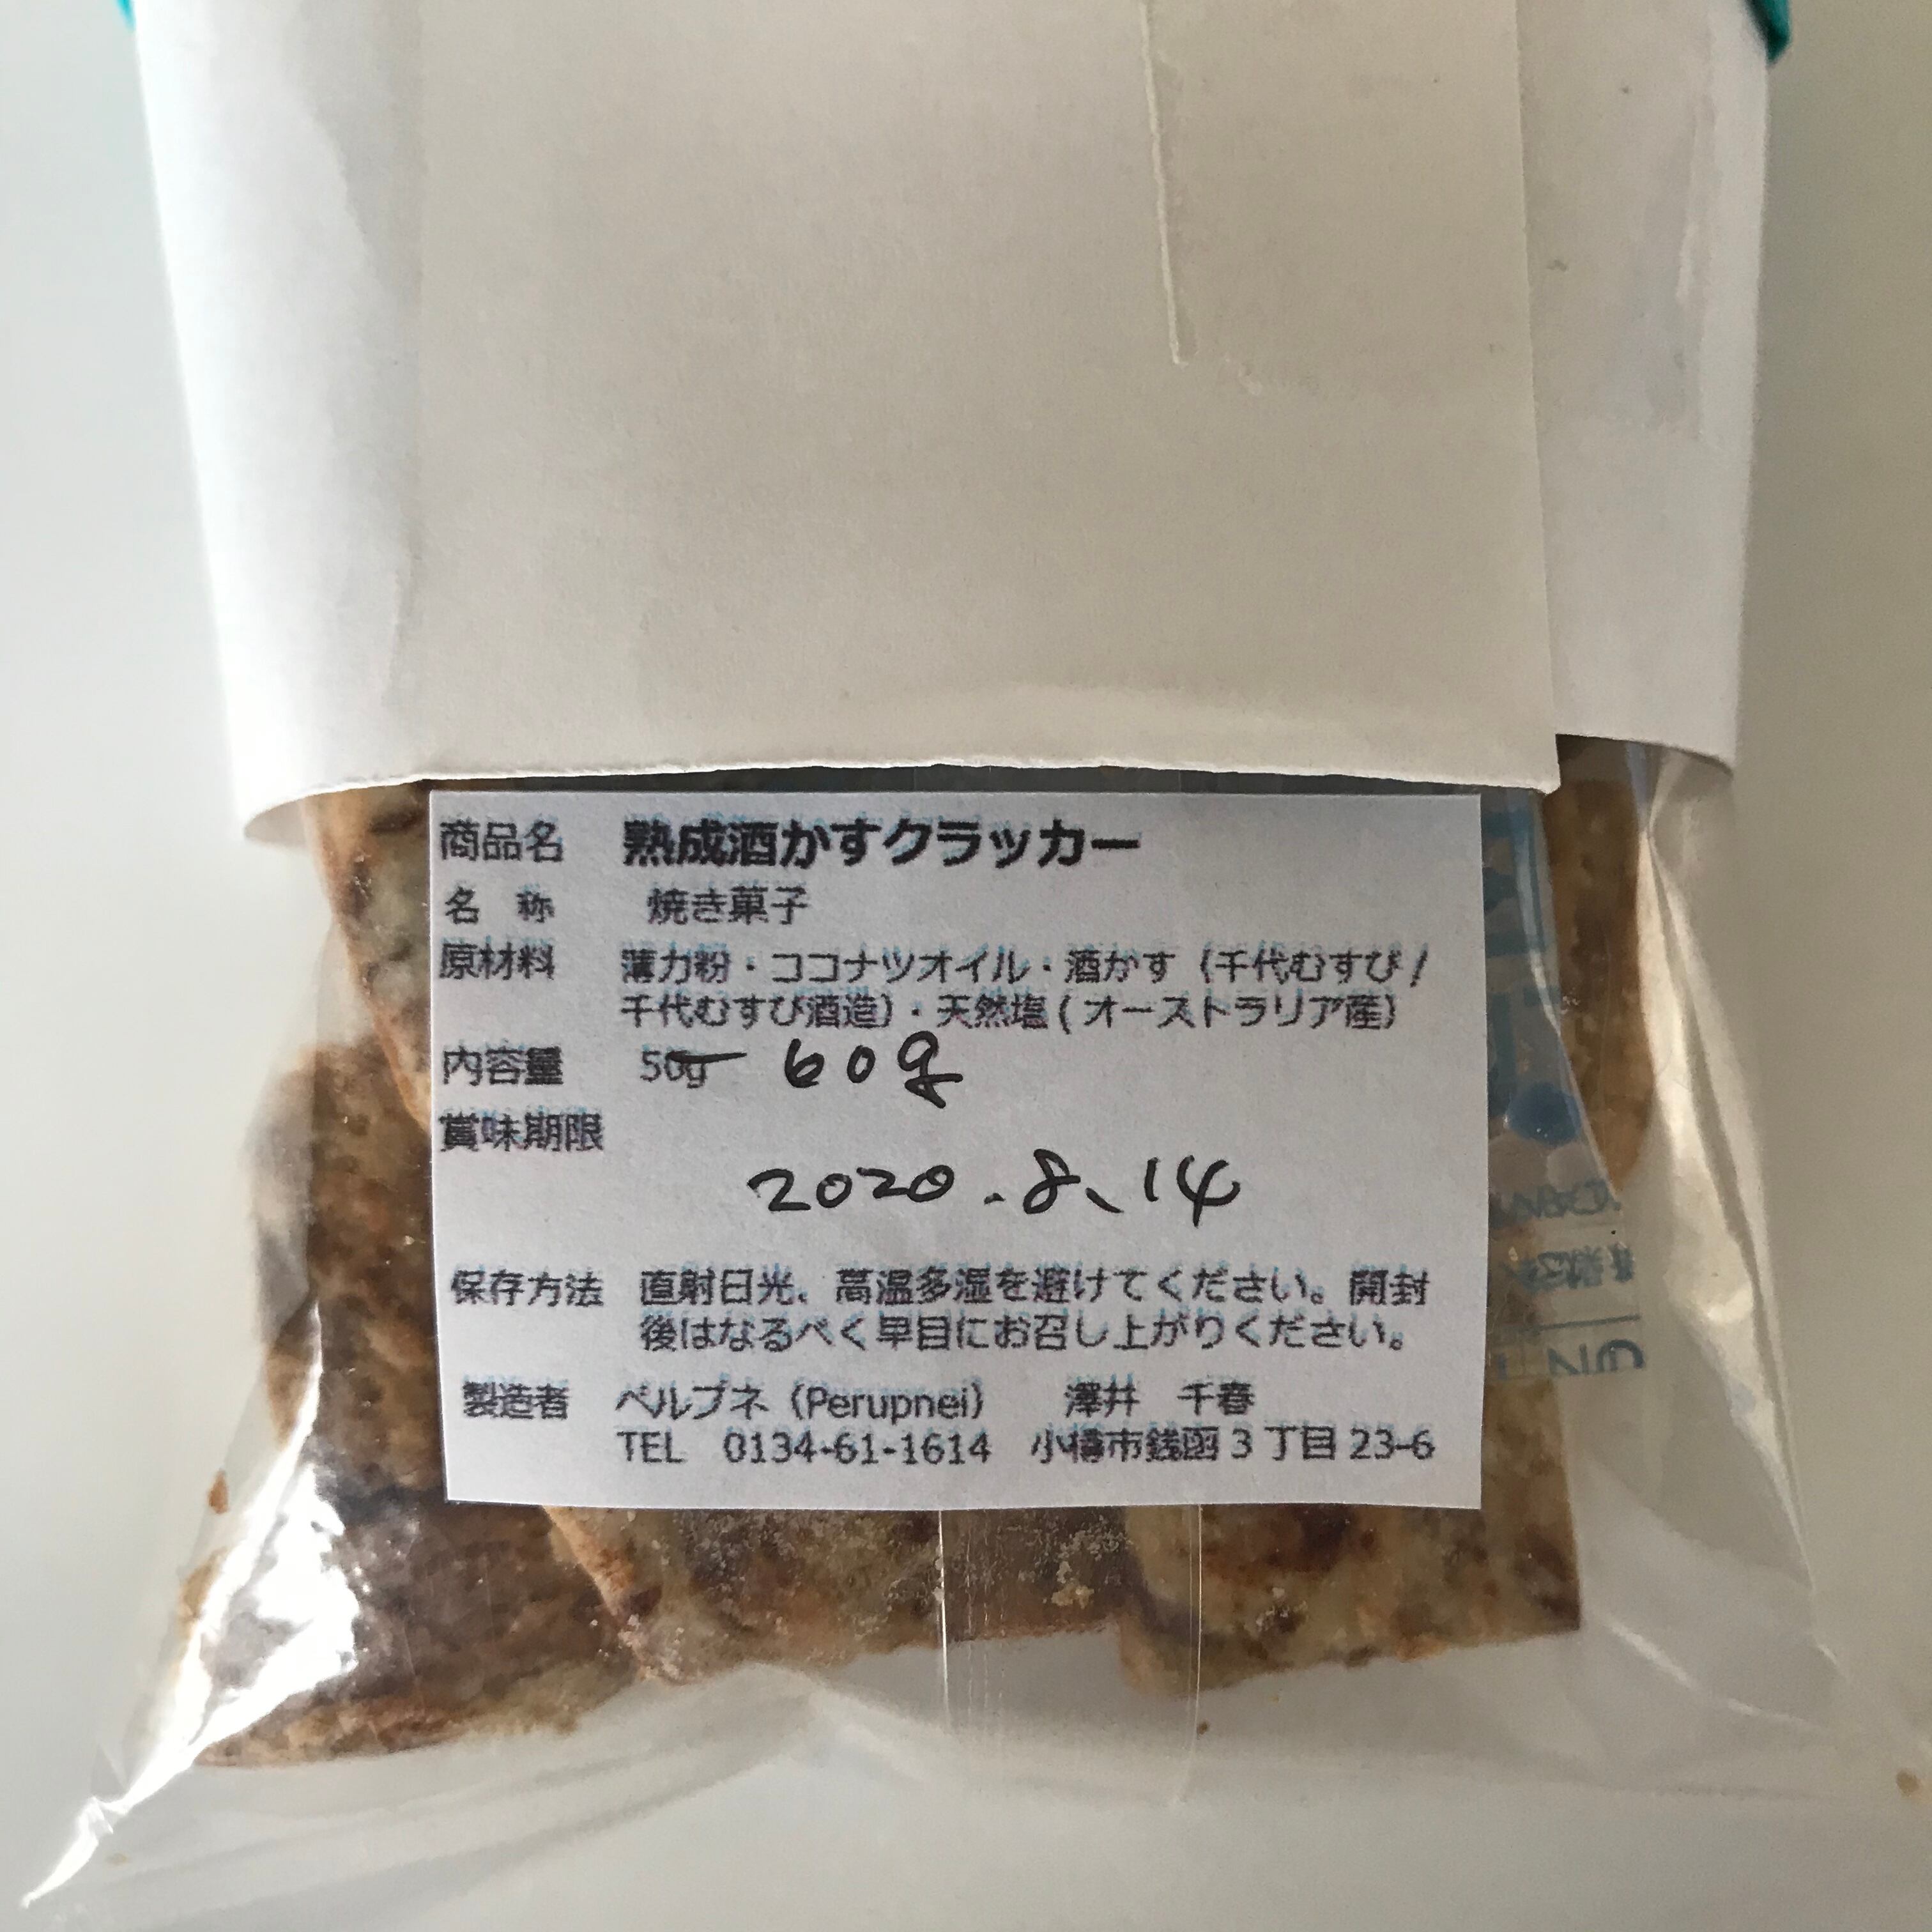 商品名 熟成酒かすクラッカー
名 称 焼き菓子
原材料 薄力粉・ココナツオイル・酒かす（千代むすび/
千代むすび酒造）・天然塩(オーストラリア産)
内容量 50g 60g
賞味期限
2020.8、14
保存方法 直射日光、高温多湿を避けてください。開封
後はなるべく早目にお召し上がりください。
製造者 ペルプネ（Perupnei） 澤井 千春
TEL 0134-61-1614 小樽市銭函3丁目23-6